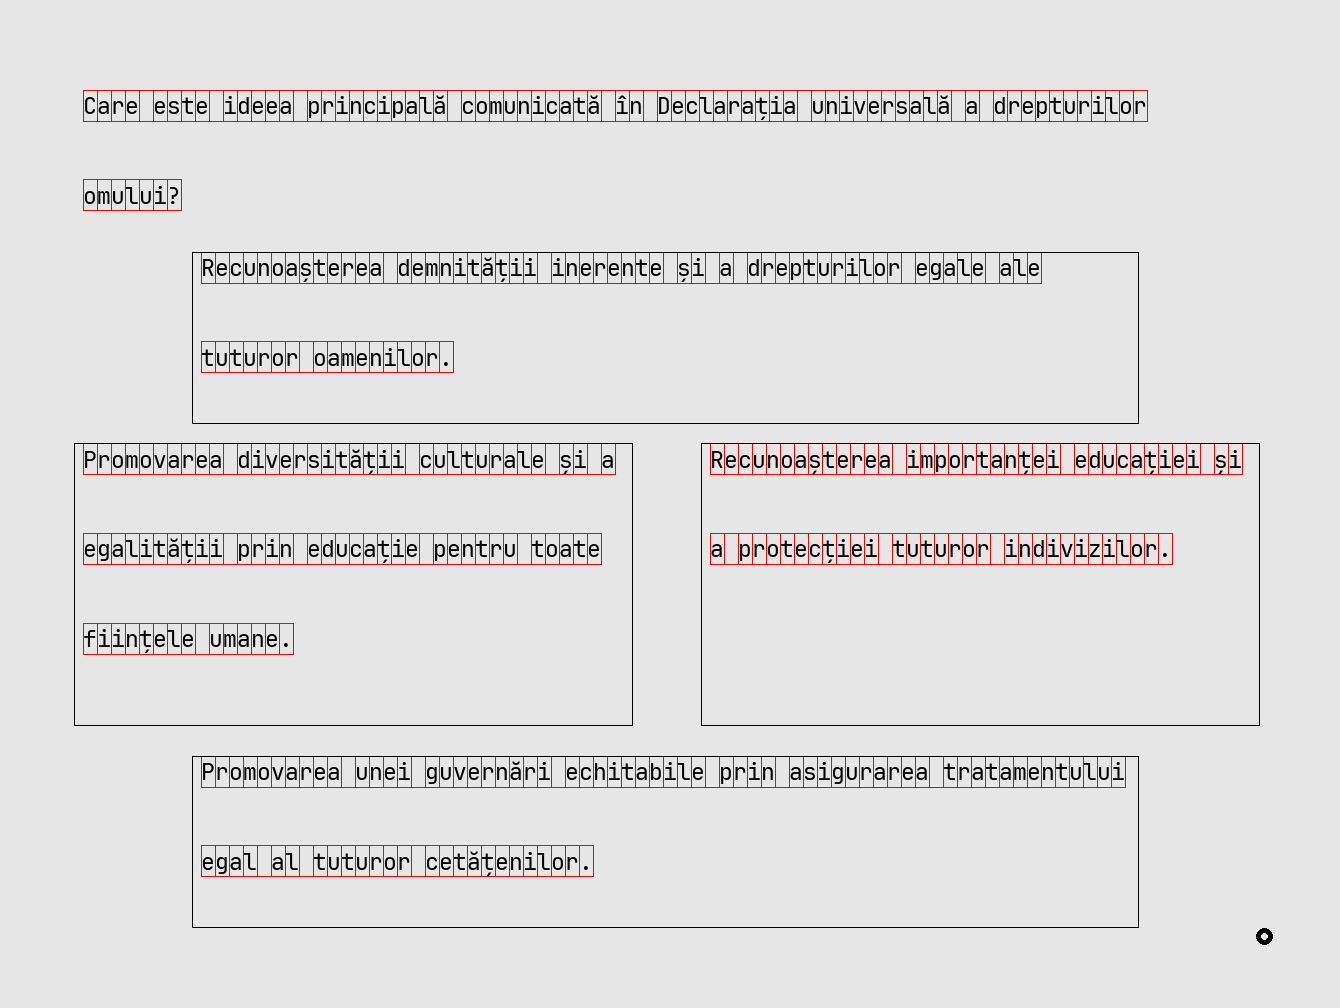 Care este ideea principală comunicată în Declarația universală a drepturilor
omului?
Recunoașterea demnității inerente și a drepturilor egale ale
tuturor oamenilor.
Promovarea diversității culturale și a
egalității prin educație pentru toate
ființele umane.
Recunoașterea importanței educației și
a protecției tuturor indivizilor.
Promovarea unei guvernări echitabile prin asigurarea tratamentului
egal al tuturor cetățenilor.